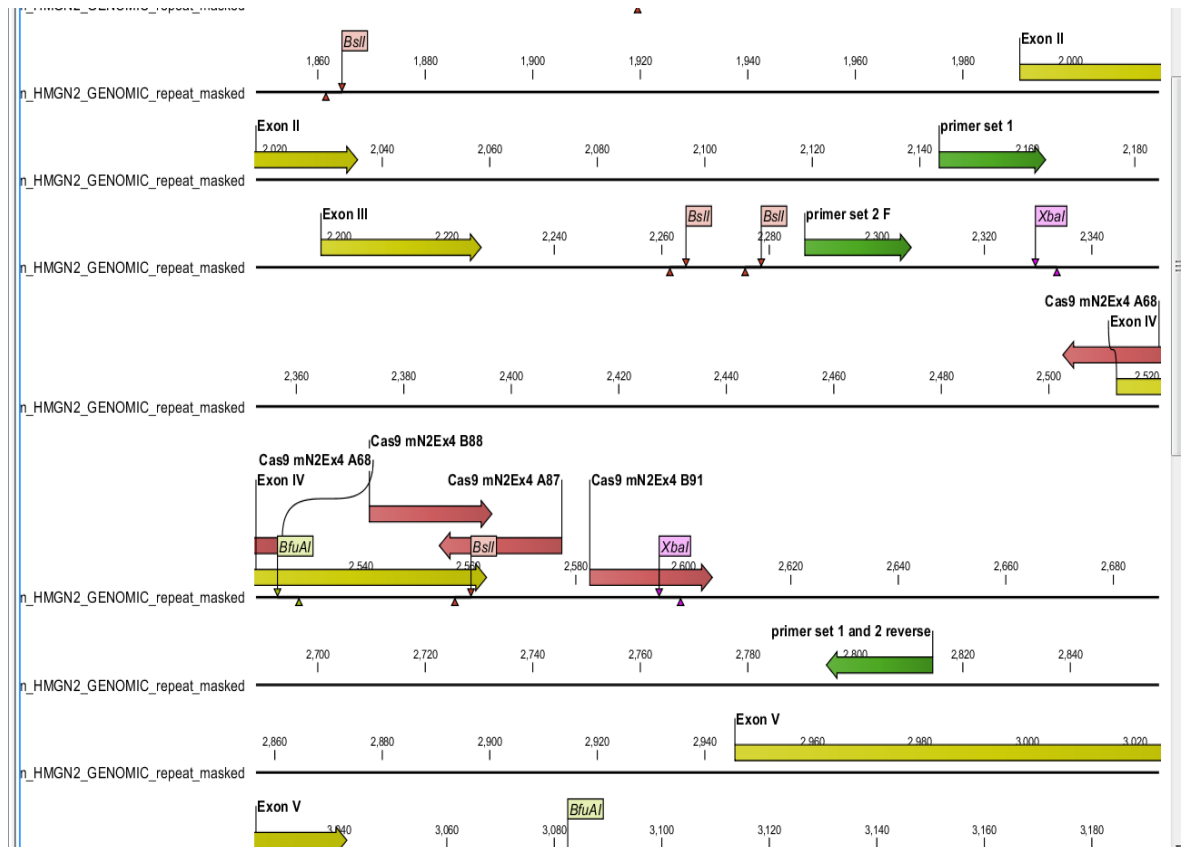 n_HMGN2_GENOMIC_repeat_masked
BslI
Exon II
1,860 1,880 1,900 1,920 1,940 1,960 1,980 2,000
n_HMGN2_GENOMIC_repeat_masked
Exon II primer set 1
2,020 2,040 2,060 2,080 2,100 2,120 2,140 2,160 2,180
n_HMGN2_GENOMIC_repeat_masked
Exon III BslI BslI primer set 2 F XbaI
2,200 2,220 2,240 2,260 2,280 2,300 2,320 2,340
n_HMGN2_GENOMIC_repeat_masked
Cas9 mN2Ex4 A68
Exon IV
2,360 2,380 2,400 2,420 2,440 2,460 2,480 2,500 2,520
n_HMGN2_GENOMIC_repeat_masked
Cas9 mN2Ex4 B88
Cas9 mN2Ex4 A68
Exon IV Cas9 mN2Ex4 A87 Cas9 mN2Ex4 B91
BfuAI BslI XbaI
2,540 2,560 2,580 2,600 2,620 2,640 2,660 2,680
n_HMGN2_GENOMIC_repeat_masked
primer set 1 and 2 reverse
2,700 2,720 2,740 2,760 2,780 2,800 2,820 2,840
n_HMGN2_GENOMIC_repeat_masked
Exon V
2,860 2,880 2,900 2,920 2,940 2,960 2,980 3,000 3,020
n_HMGN2_GENOMIC_repeat_masked
Exon V BfuAI
3,040 3,060 3,080 3,100 3,120 3,140 3,160 3,180